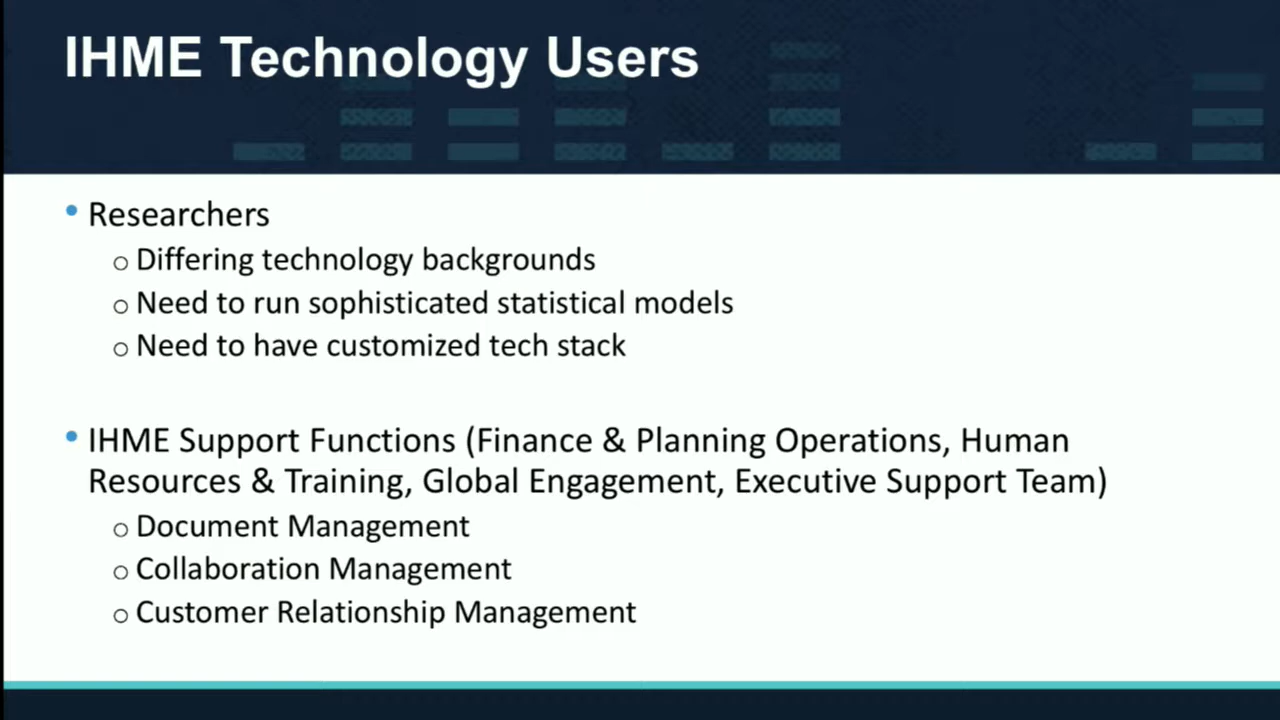 IHME Technology Users
• Researchers
o Differing technology backgrounds
o Need to run sophisticated statistical models
o Need to have customized tech stack
• IHME Support Functions (Finance & Planning Operations, Human
Resources & Training, Global Engagement, Executive Support Team)
o Document Management
o Collaboration Management
o Customer Relationship Management